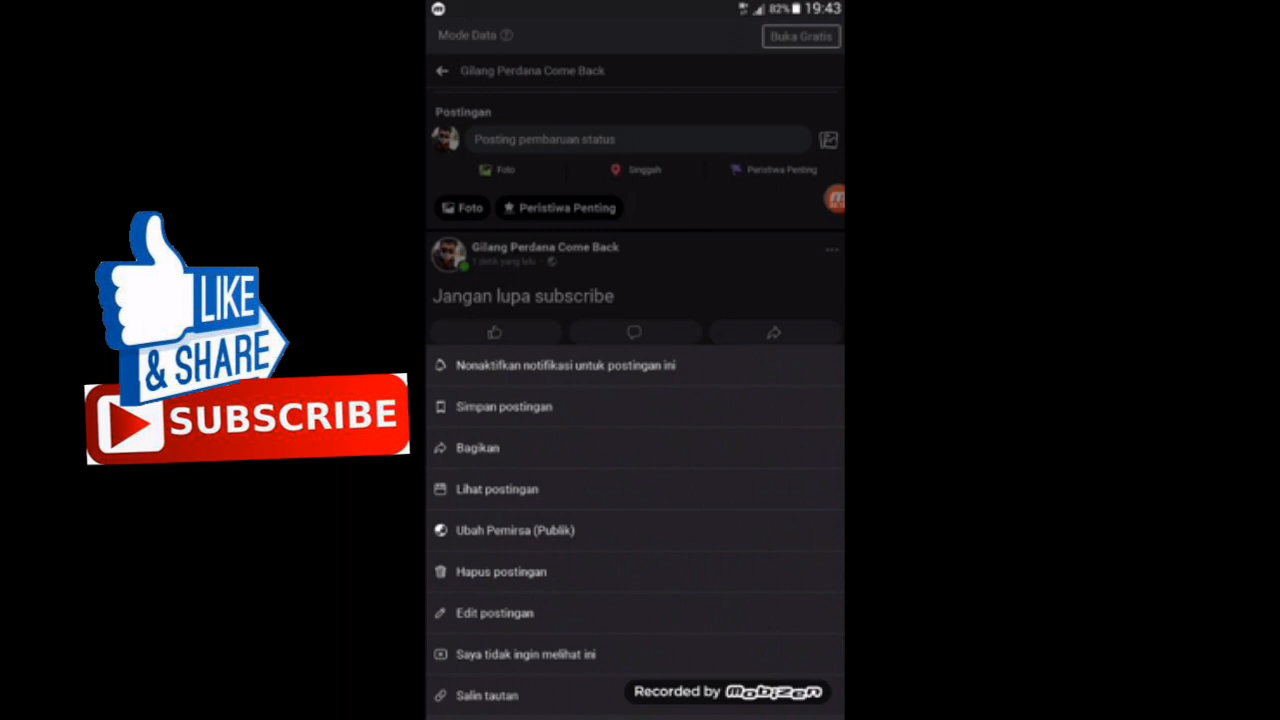 82% 19:43
Mode Data
Buka Gratis
Gilang Perdana Come Back
Postingan
Posting pembaruan status
Foto
Singgah
Peristiwa Penting
Foto
Peristiwa Penting
Gilang Perdana Come Back
1 detik yang lalu
Jangan lupa subscribe
LIKE
& SHARE
SUBSCRIBE
Nonaktifkan notifikasi untuk postingan ini
Simpan postingan
Bagikan
Lihat postingan
Ubah Pemirsa (Publik)
Hapus postingan
Edit postingan
Saya tidak ingin melihat ini
Salin tautan
Recorded by mobizen